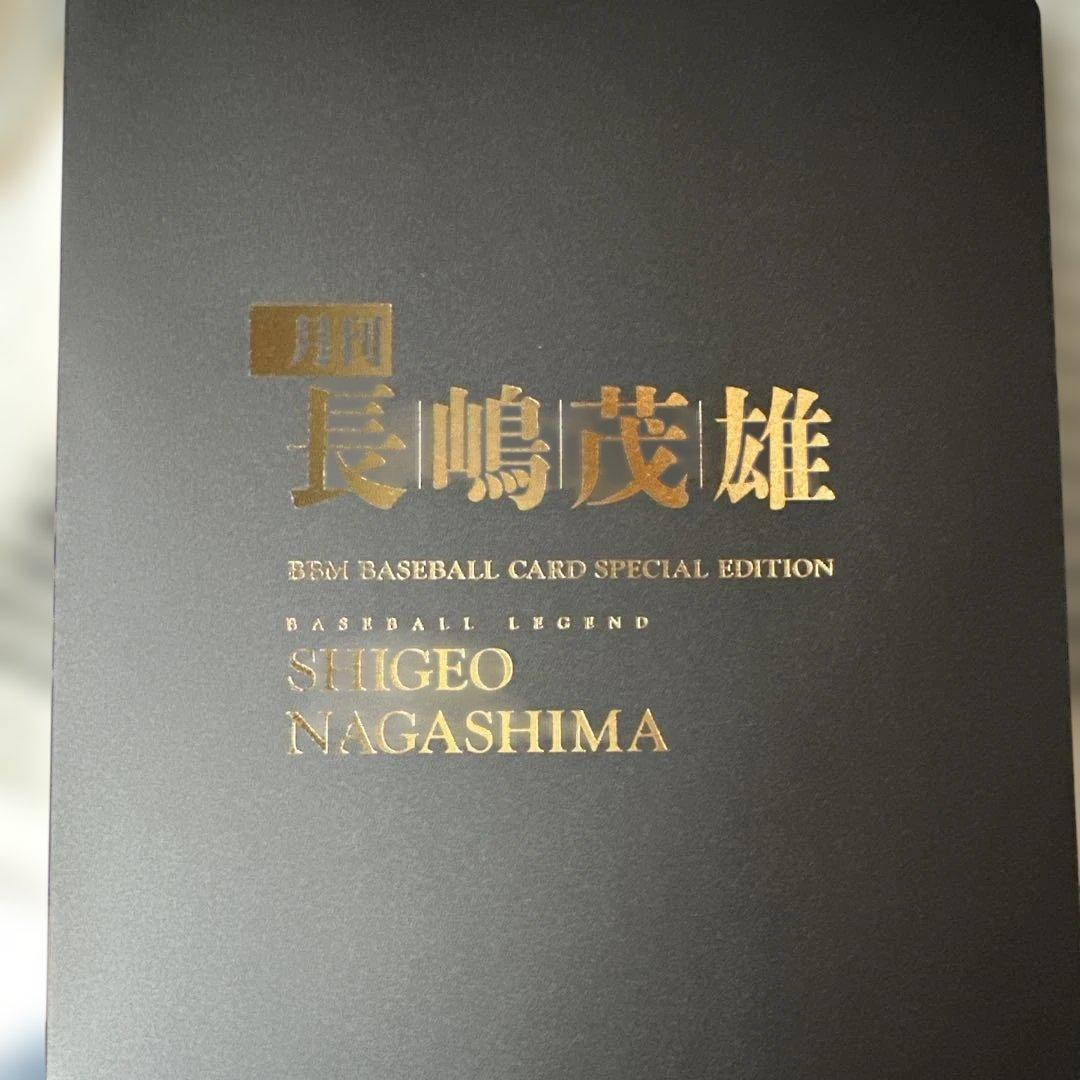 月刊
長嶋茂雄
BBM BASEBALL CARD SPECIAL EDITION
BASEBALL LEGEND
SHIGEO
NAGASHIMA